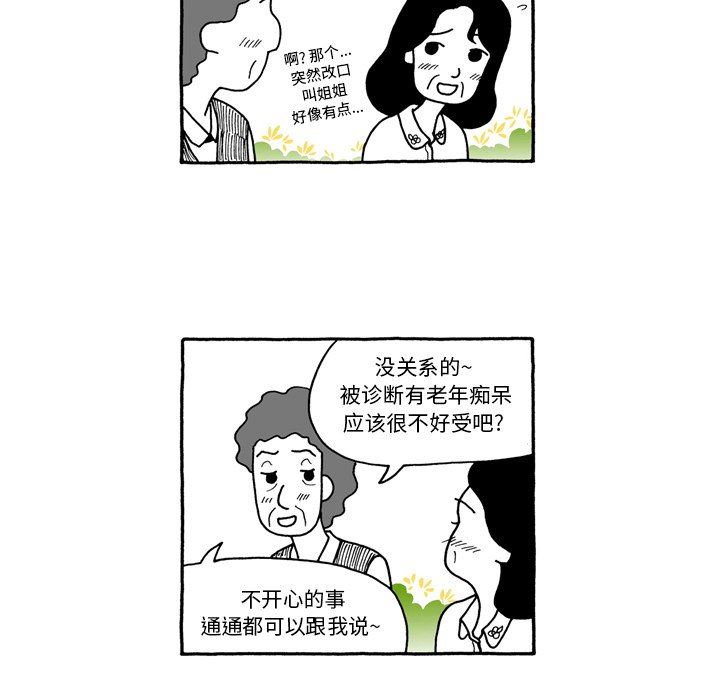 啊?那个...
突然改口
叫姐姐
好像有点...
没关系的~
被诊断有老年痴呆
应该很不好受吧?
不开心的事
通通都可以跟我说~